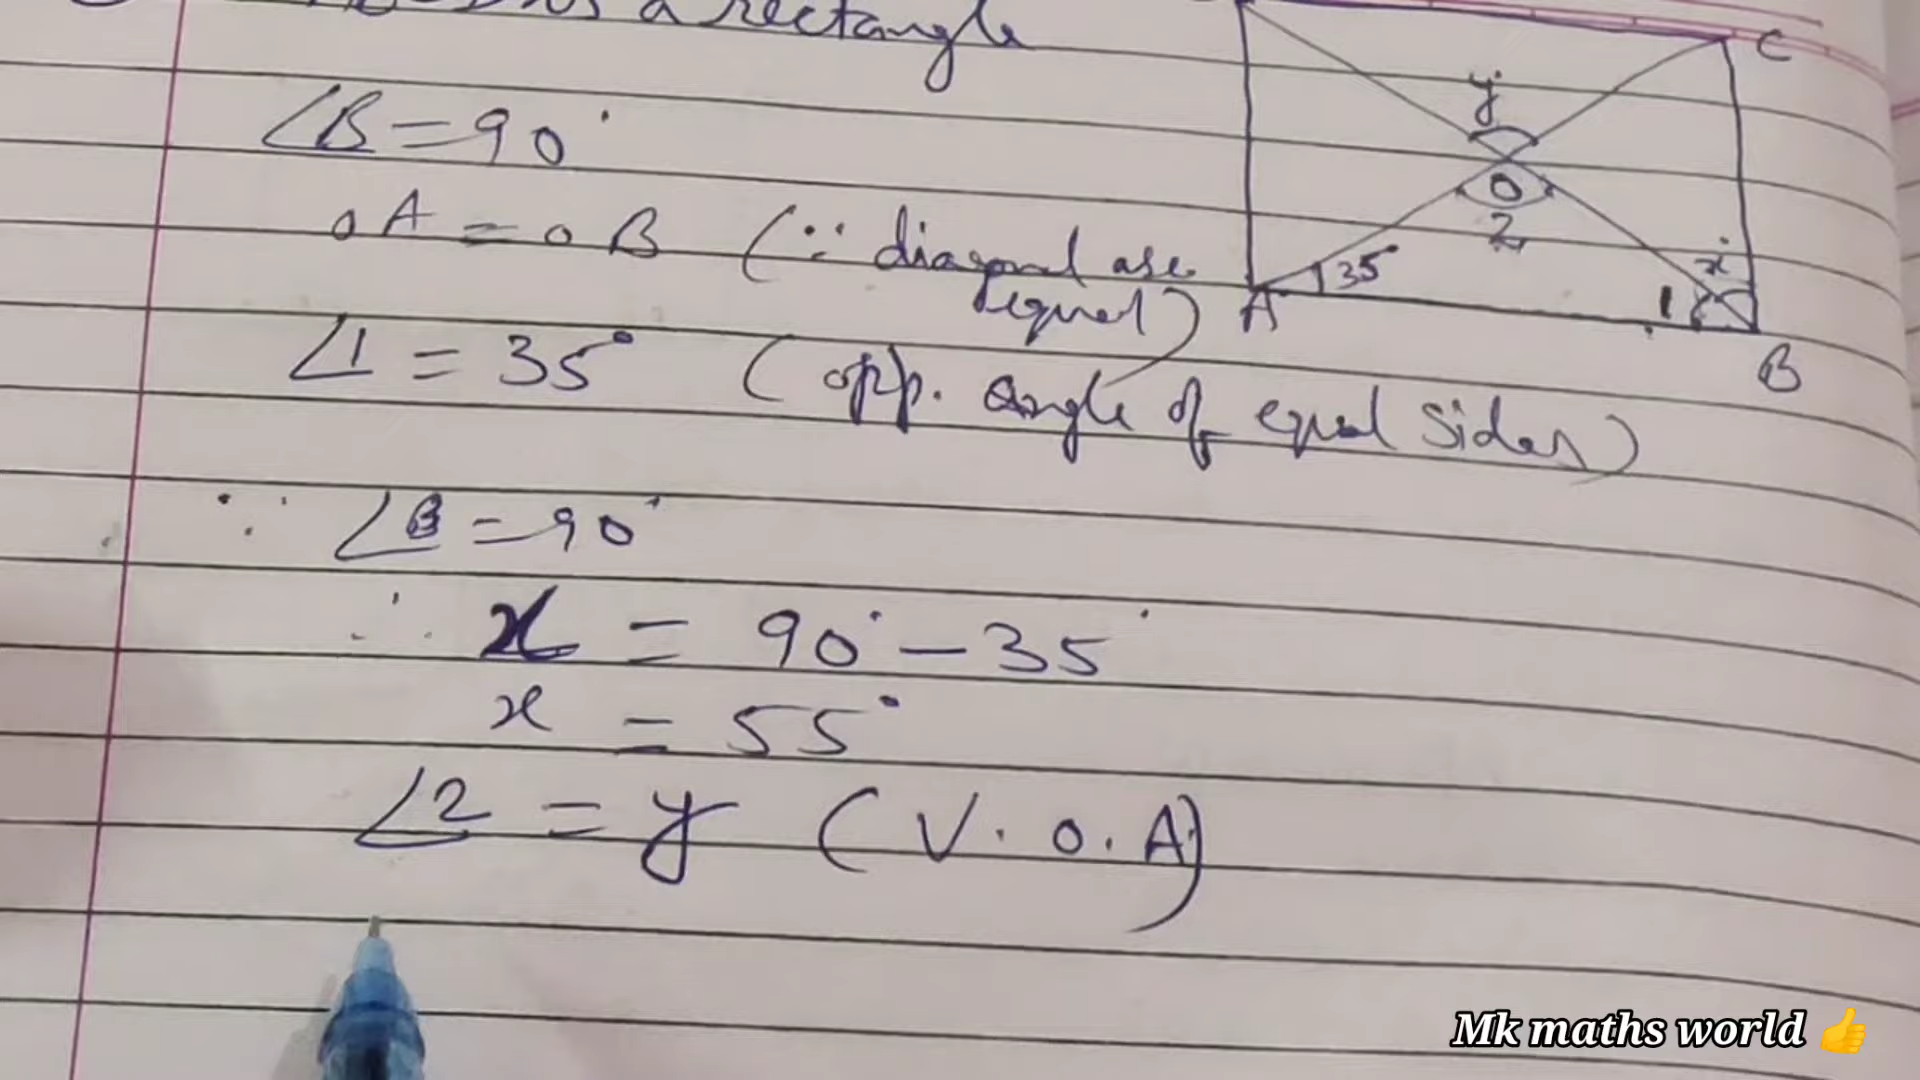 is a rectangle
C
∠B = 90°
y
OA = OB (∵ diagonal are equal)
O
2
35°
x
1
A
B
∠1 = 35° (opp. angle of equal sides)
∵ ∠B = 90°
∴ x = 90° - 35°
x = 55°
∠2 = y (V.O.A)
Mk maths world 👍